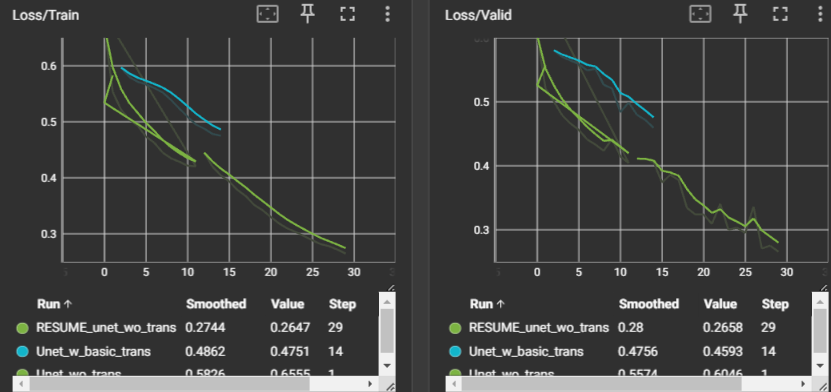 Loss/Train
0.6
0.5
0.4
0.3
0 5 10 15 20 25 30
Run ↑ Smoothed Value Step
RESUME_unet_wo_trans 0.2744 0.2647 29
Unet_w_basic_trans 0.4862 0.4751 14
Unet_wo_trans 0.5826 0.6555 1
Loss/Valid
0.5
0.4
0.3
0 5 10 15 20 25 30
Run ↑ Smoothed Value Step
RESUME_unet_wo_trans 0.28 0.2658 29
Unet_w_basic_trans 0.4756 0.4593 14
Unet_wo_trans 0.5574 0.6046 1